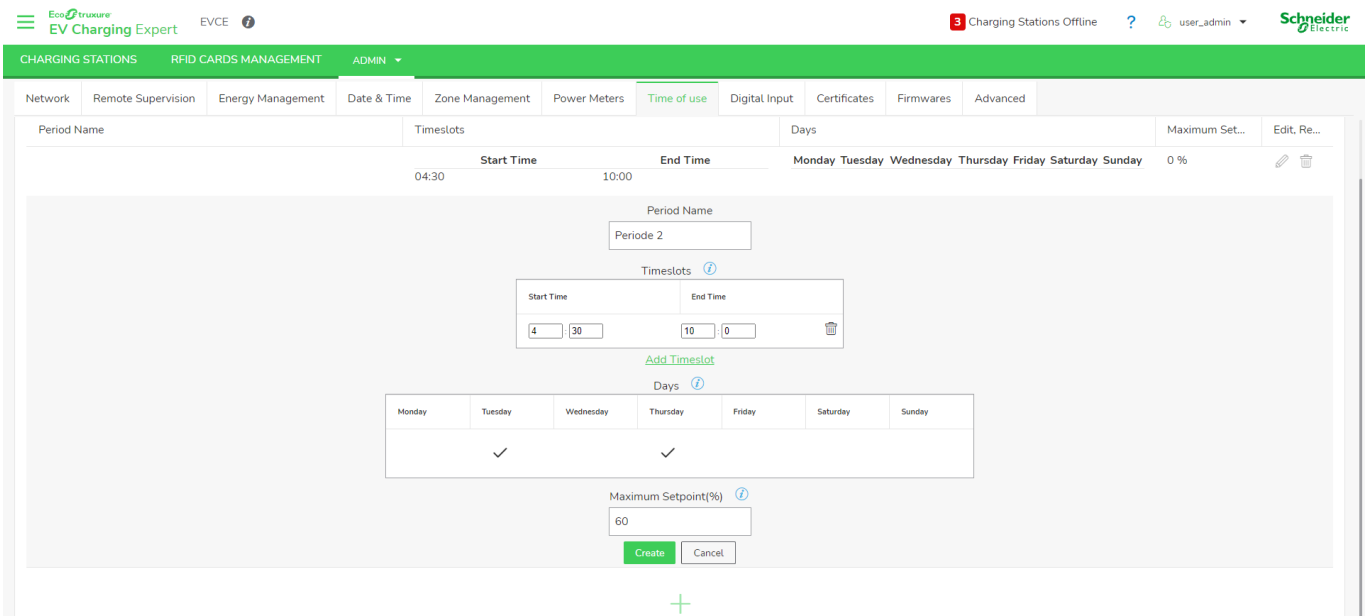 EcoStruxure
EV Charging Expert
EVCE i
3 Charging Stations Offline ? user_admin
Schneider Electric
CHARGING STATIONS RFID CARDS MANAGEMENT ADMIN
Network Remote Supervision Energy Management Date & Time Zone Management Power Meters Time of use Digital Input Certificates Firmwares Advanced
Period Name Timeslots Days Maximum Set... Edit, Re...
Start Time End Time Monday Tuesday Wednesday Thursday Friday Saturday Sunday 0 %
04:30 10:00
Period Name
Periode 2
Timeslots i
Start Time End Time
4 : 30 10 : 0
Add Timeslot
Days i
Monday Tuesday Wednesday Thursday Friday Saturday Sunday
Maximum Setpoint(%) i
60
Create Cancel